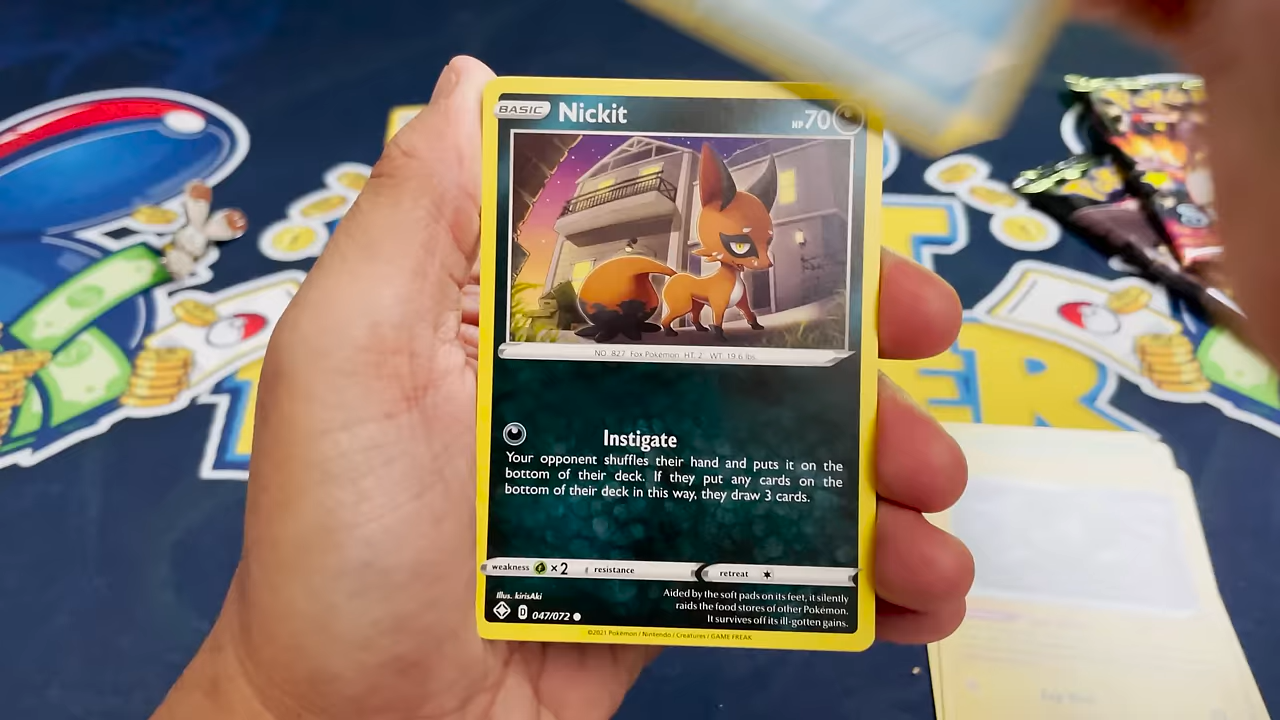 BASIC Nickit HP 70
NO. 827 Fox Pokémon HT: 2' WT: 19.6 lbs.
Instigate
Your opponent shuffles their hand and puts it on the
bottom of their deck. If they put any cards on the
bottom of their deck in this way, they draw 3 cards.
weakness ×2 resistance retreat
Illus. kirisAki
047/072
Aided by the soft pads on its feet, it silently
raids the food stores of other Pokémon.
It survives off its ill-gotten gains.
©2021 Pokémon / Nintendo / Creatures / GAME FREAK